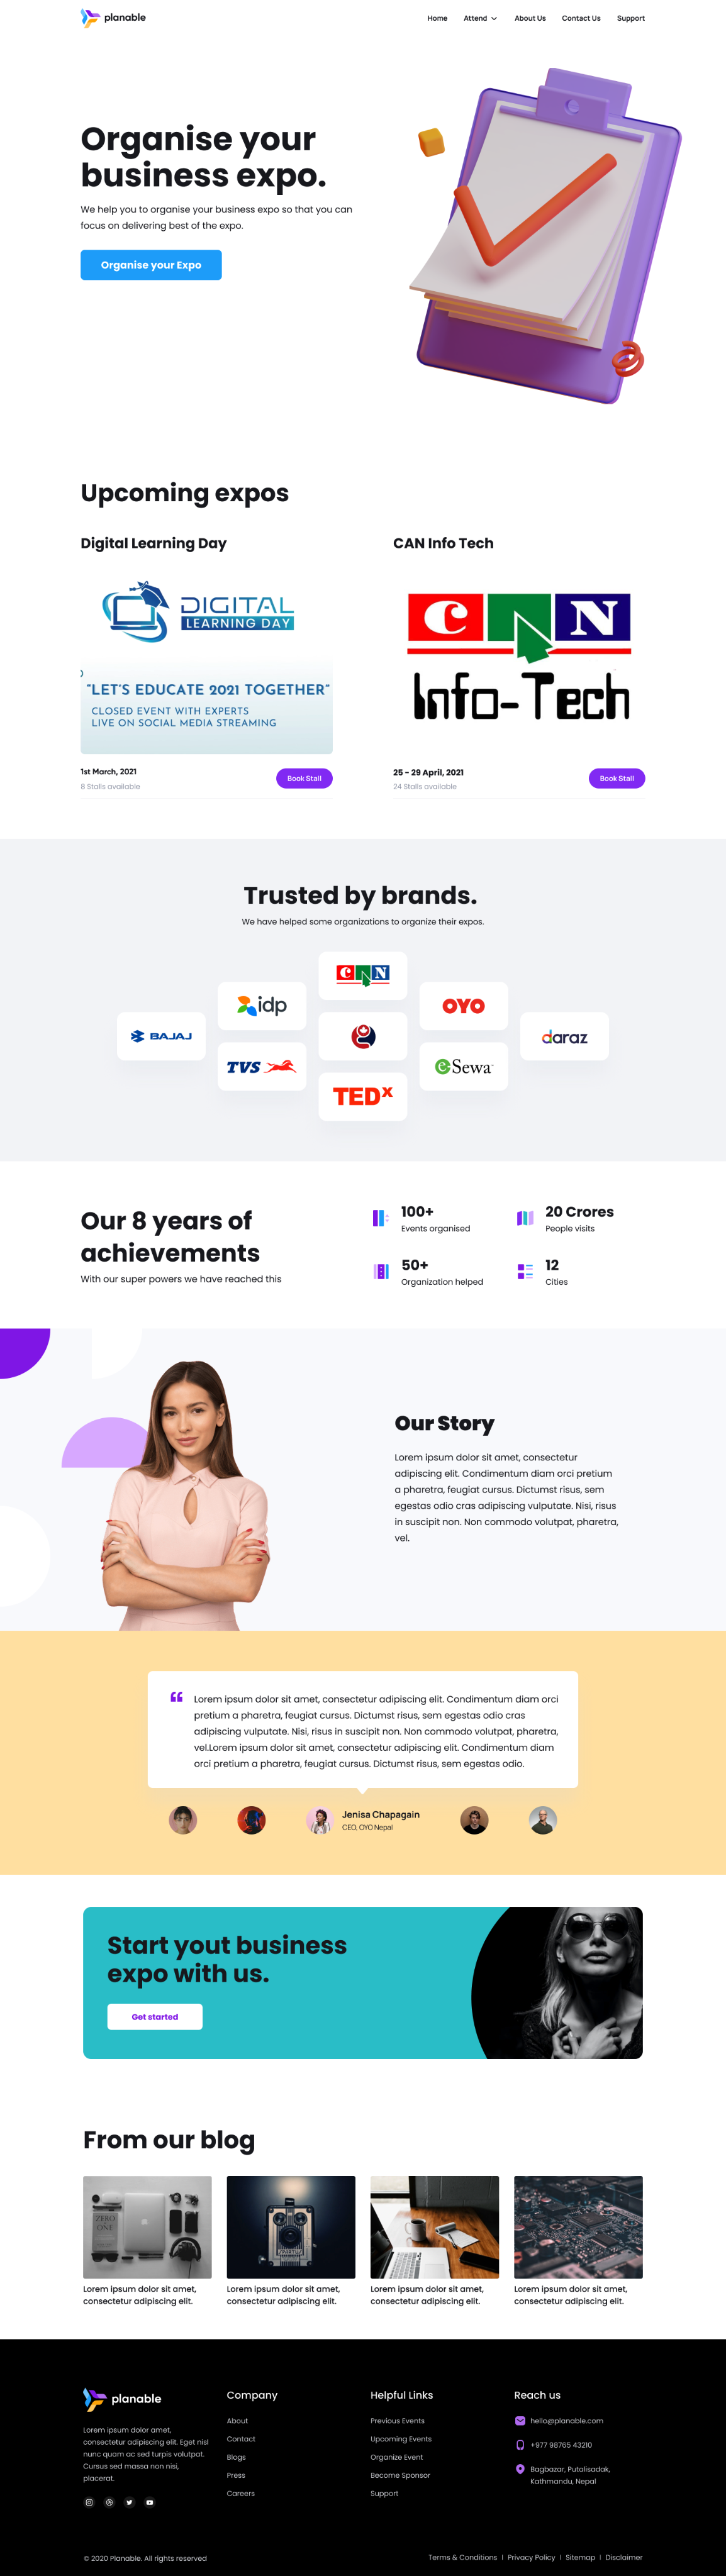 planable
Home Attend About Us Contact Us Support
Organise your
business expo.
We help you to organise your business expo so that you can
focus on delivering best of the expo.
Organise your Expo
Upcoming expos
Digital Learning Day
DIGITAL
LEARNING DAY
"LET'S EDUCATE 2021 TOGETHER"
CLOSED EVENT WITH EXPERTS
LIVE ON SOCIAL MEDIA STREAMING
1st March, 2021
8 Stalls available
Book Stall
CAN Info Tech
CAN
Info-Tech
25 - 29 April, 2021
24 Stalls available
Book Stall
Trusted by brands.
We have helped some organizations to organize their expos.
CAN
idp
OYO
BAJAJ
daraz
TVS
eSewa
TEDx
Our 8 years of
achievements
With our super powers we have reached this
100+
Events organised
20 Crores
People visits
50+
Organization helped
12
Cities
Our Story
Lorem ipsum dolor sit amet, consectetur
adipiscing elit. Condimentum diam orci pretium
a pharetra, feugiat cursus. Dictumst risus, sem
egestas odio cras adipiscing vulputate. Nisi, risus
in suscipit non. Non commodo volutpat, pharetra,
vel.
Lorem ipsum dolor sit amet, consectetur adipiscing elit. Condimentum diam orci
pretium a pharetra, feugiat cursus. Dictumst risus, sem egestas odio cras
adipiscing vulputate. Nisi, risus in suscipit non. Non commodo volutpat, pharetra,
vel.Lorem ipsum dolor sit amet, consectetur adipiscing elit. Condimentum diam
orci pretium a pharetra, feugiat cursus. Dictumst risus, sem egestas odio.
Jenisa Chapagain
CEO, OYO Nepal
Start yout business
expo with us.
Get started
From our blog
ZERO
ONE
Lorem ipsum dolor sit amet,
consectetur adipiscing elit.
Lorem ipsum dolor sit amet,
consectetur adipiscing elit.
Lorem ipsum dolor sit amet,
consectetur adipiscing elit.
Lorem ipsum dolor sit amet,
consectetur adipiscing elit.
planable
Lorem ipsum dolor amet,
consectetur adipiscing elit. Eget nisl
nunc quam ac sed turpis volutpat.
Cursus sed massa non nisi,
placerat.
Company
About
Contact
Blogs
Press
Careers
Helpful Links
Previous Events
Upcoming Events
Organize Event
Become Sponsor
Support
Reach us
hello@planable.com
+977 98765 43210
Bagbazar, Putalisadak,
Kathmandu, Nepal
© 2020 Planable. All rights reserved
Terms & Conditions | Privacy Policy | Sitemap | Disclaimer